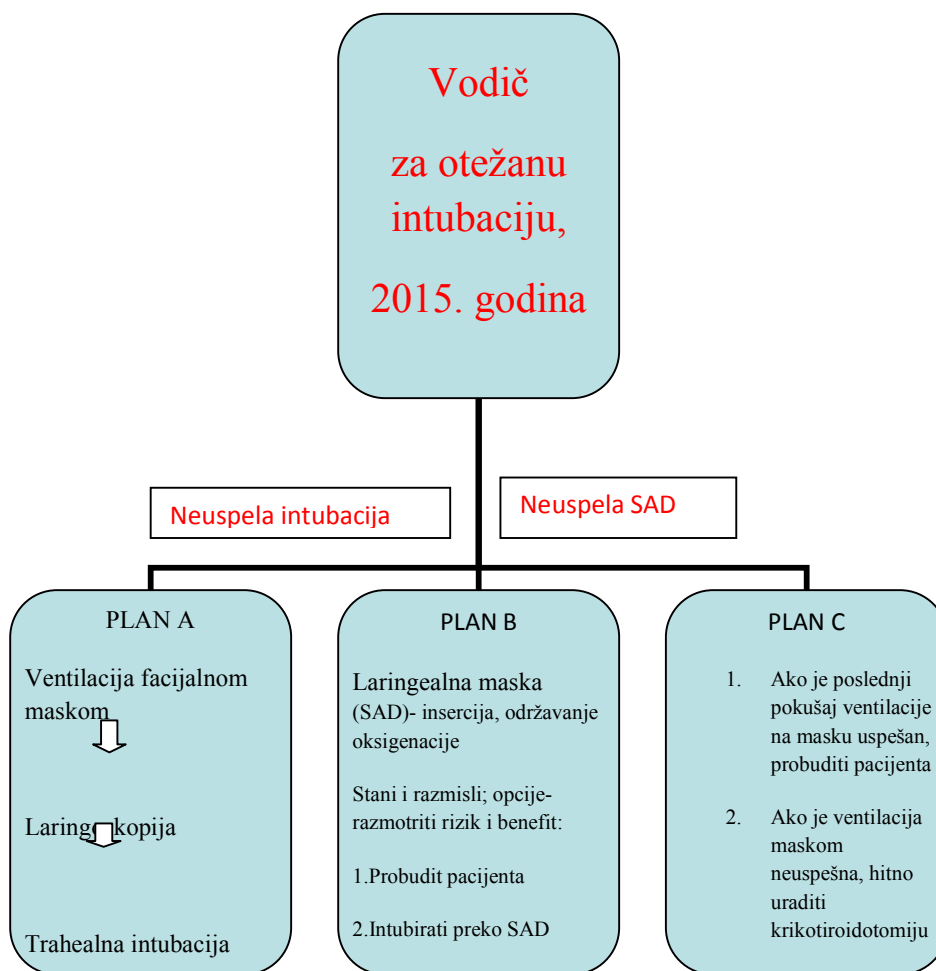 Vodič
za otežanu
intubaciju,
2015. godina
Neuspela intubacija
Neuspela SAD
PLAN A
Ventilacija facijalnom
maskom
Trahealna intubacija
PLAN B
Laringealna maska
(SAD)- insercija, održavanje
oksigenacije
Stani i razmisli; opcije-
razmotriti rizik i benefit:
1.Probudit pacijenta
2.Intubirati preko SAD
PLAN C
1. Ako je poslednji
pokušaj ventilacije
na masku uspešan,
probuditi pacijenta
2. Ako je ventilacija
maskom
neuspešna, hitno
uraditi
krikotiroidotomiju